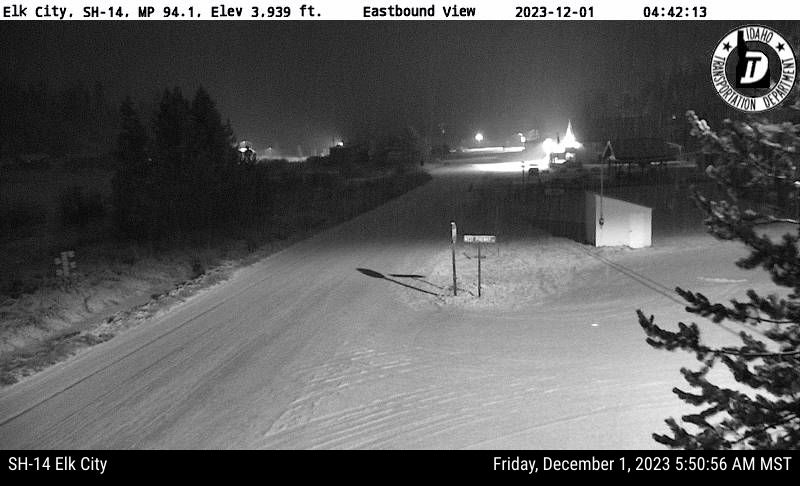 Elk City, SH-14, MP 94.1, Elev 3,939 ft. Eastbound View 2023-12-01 04:42:13
IDAHO
TRANSPORTATION DEPARTMENT
SH-14 Elk City Friday, December 1, 2023 5:50:56 AM MST